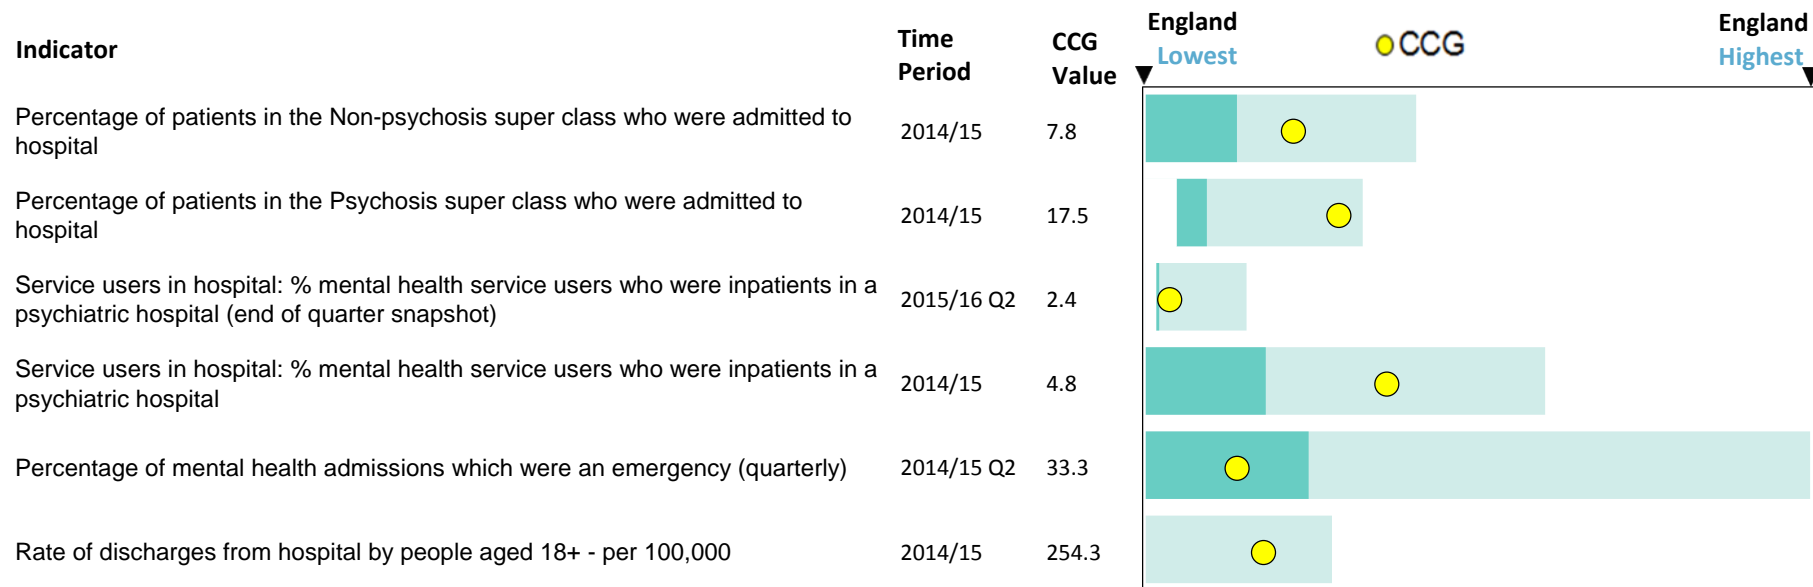 Indicator
Time Period
CCG Value
England Lowest
CCG
England Highest
Percentage of patients in the Non-psychosis super class who were admitted to
hospital
2014/15
7.8
Percentage of patients in the Psychosis super class who were admitted to
hospital
2014/15
17.5
Service users in hospital: % mental health service users who were inpatients in a
psychiatric hospital (end of quarter snapshot)
2015/16 Q2
2.4
Service users in hospital: % mental health service users who were inpatients in a
psychiatric hospital
2014/15
4.8
Percentage of mental health admissions which were an emergency (quarterly)
2014/15 Q2
33.3
Rate of discharges from hospital by people aged 18+ - per 100,000
2014/15
254.3